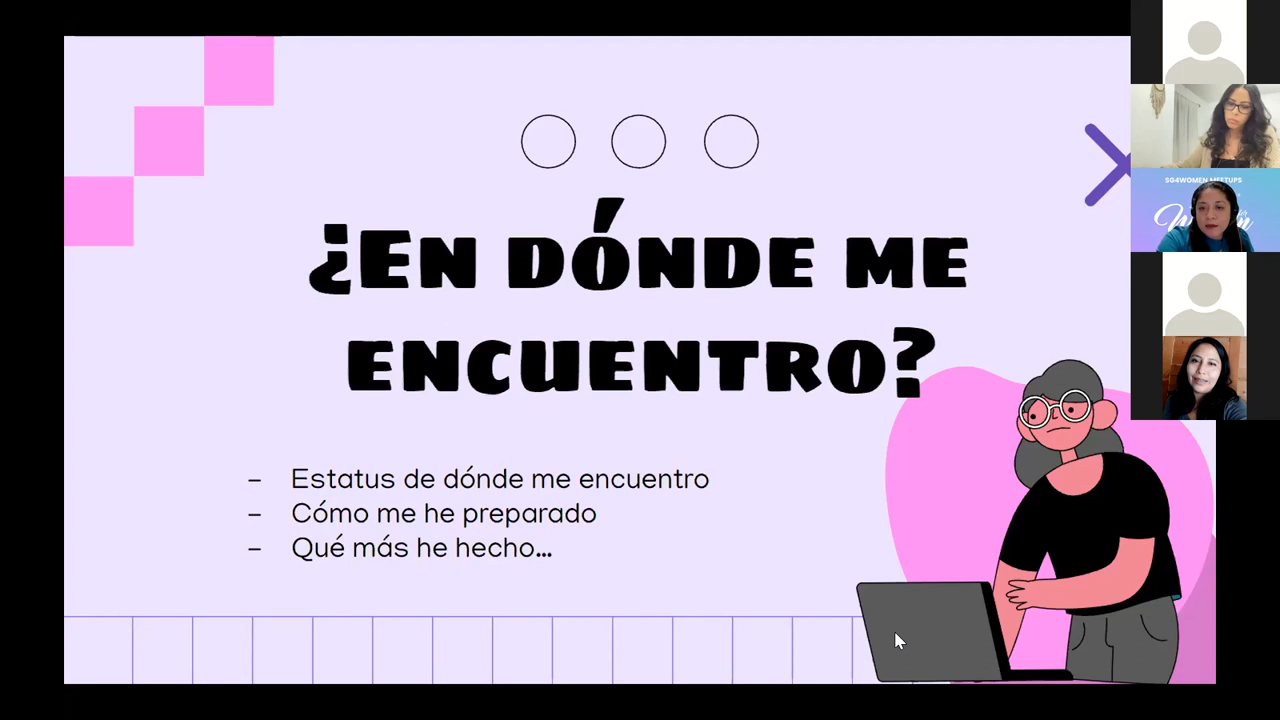 ¿En dónde me
encuentro?
- Estatus de dónde me encuentro
- Cómo me he preparado
- Qué más he hecho...
SG4WOMEN MEETUPS